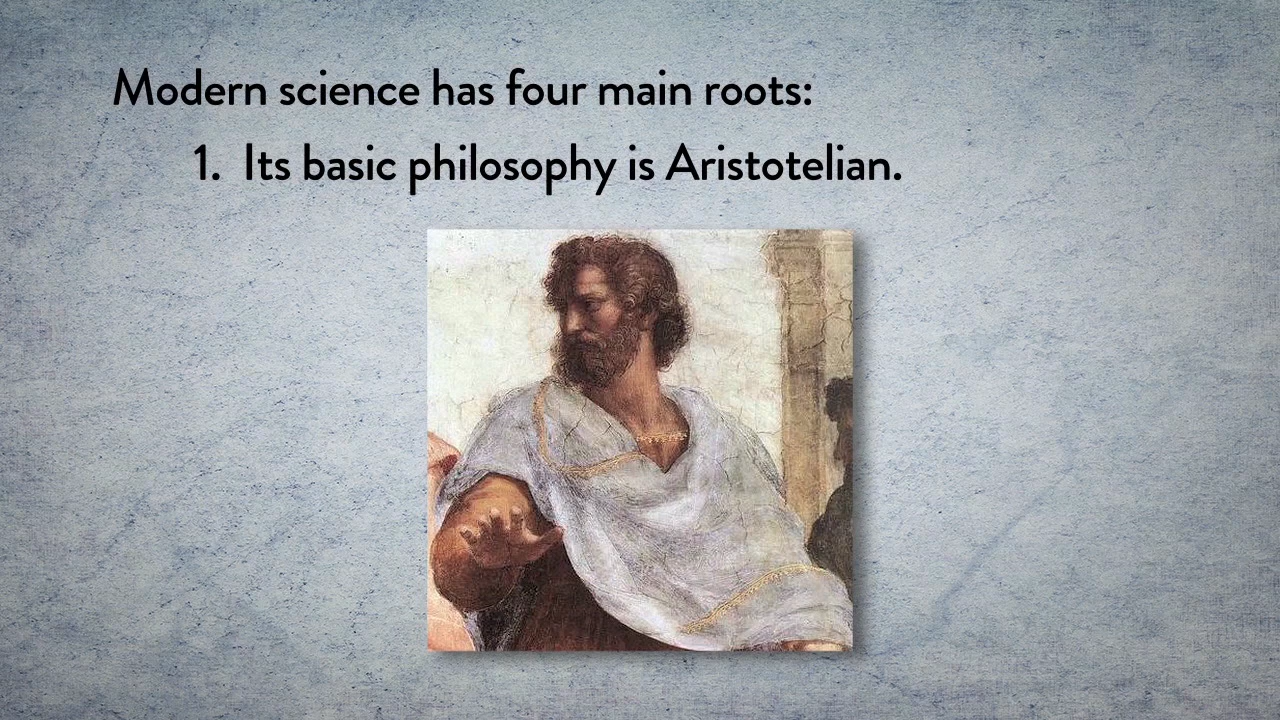 Modern science has four main roots:
1. Its basic philosophy is Aristotelian.